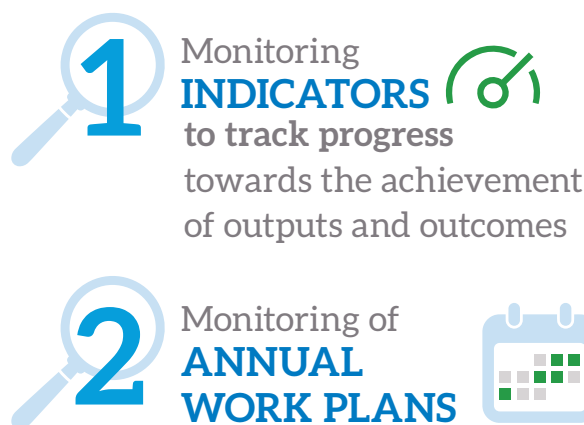 1
Monitoring
INDICATORS
to track progress
towards the achievement
of outputs and outcomes
2
Monitoring of
ANNUAL
WORK PLANS